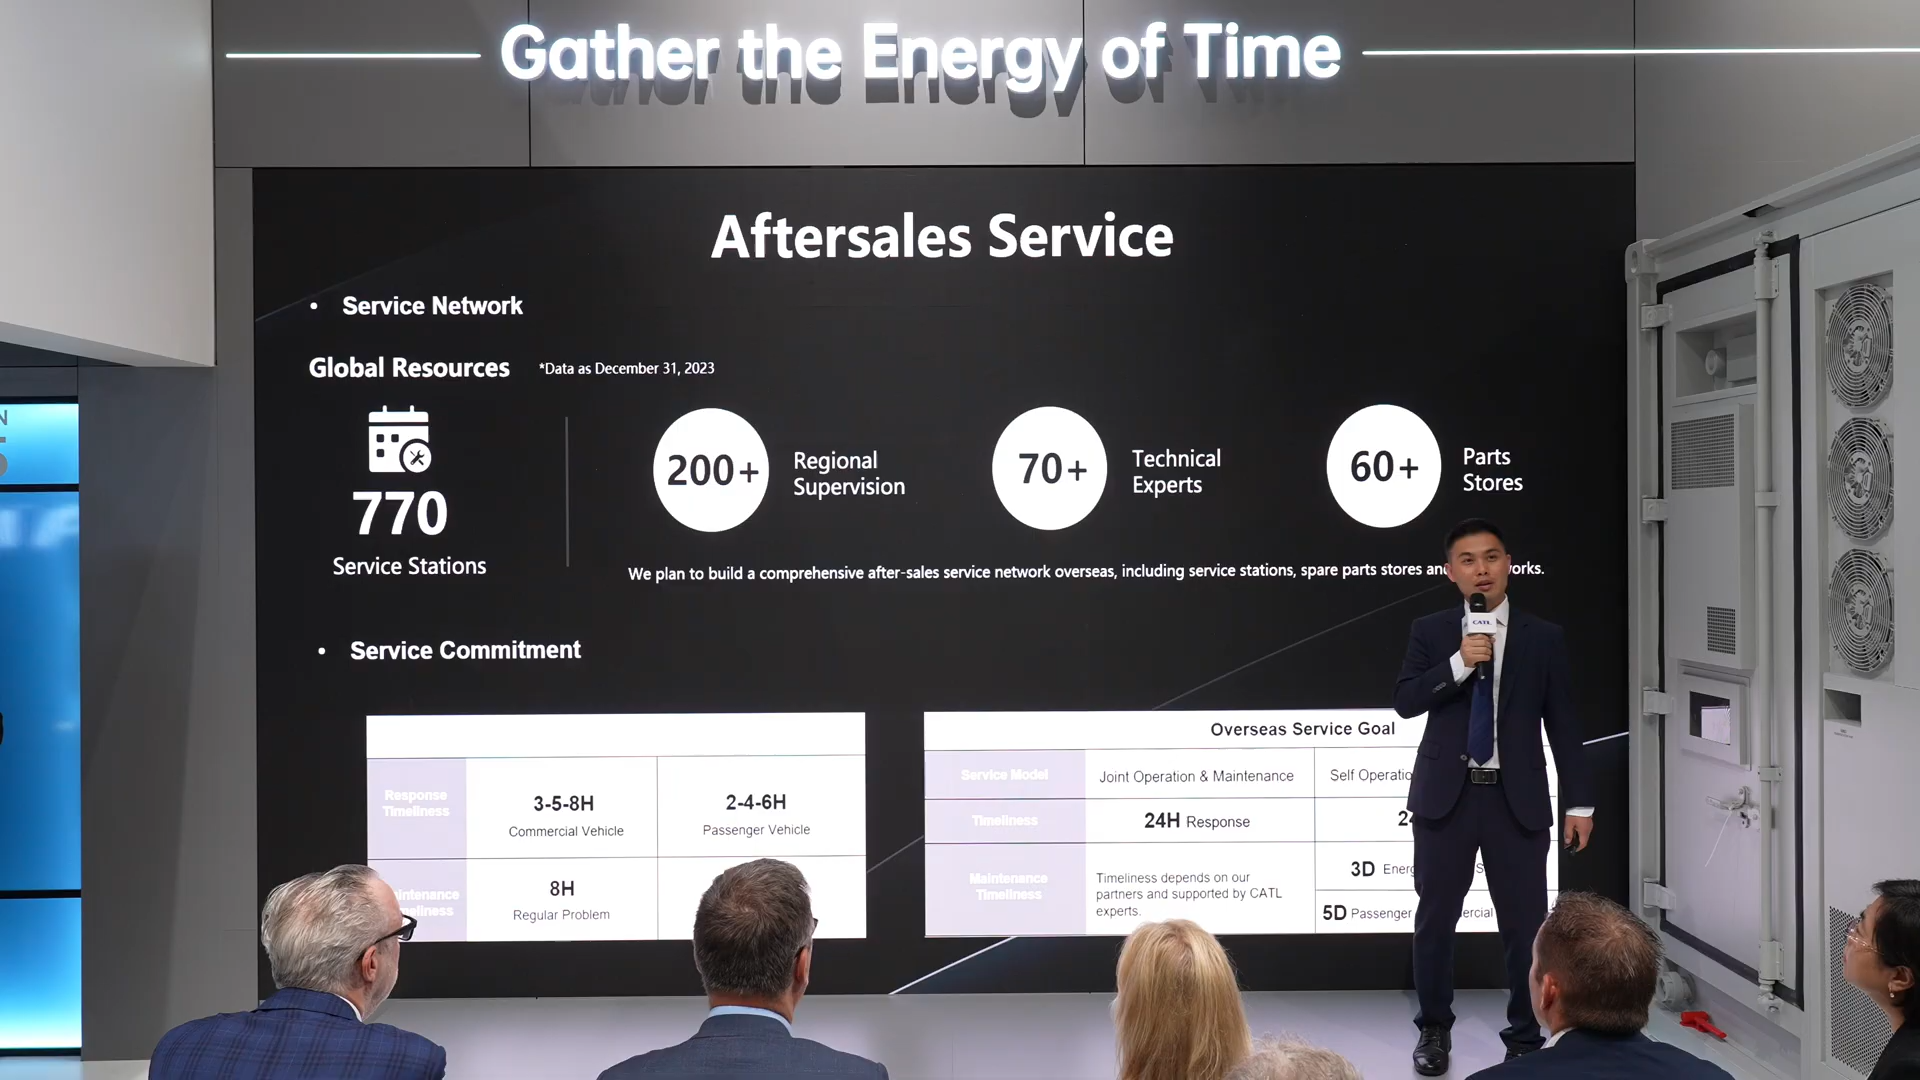 Gather the Energy of Time
Aftersales Service
• Service Network
Global Resources *Data as December 31, 2023
770
Service Stations
200+
Regional
Supervision
70+
Technical
Experts
60+
Parts
Stores
We plan to build a comprehensive after-sales service network overseas, including service stations, spare parts stores
• Service Commitment
Response
Timeliness
3-5-8H
Commercial Vehicle
2-4-6H
Passenger Vehicle
8H
Regular Problem
Overseas Service Goal
Service Model
Joint Operation & Maintenance
Self
Timeliness
24H Response
Maintenance
Timeliness
Timeliness depends on our
partners and supported by CATL
experts.
3D
5D Passenger
CATL